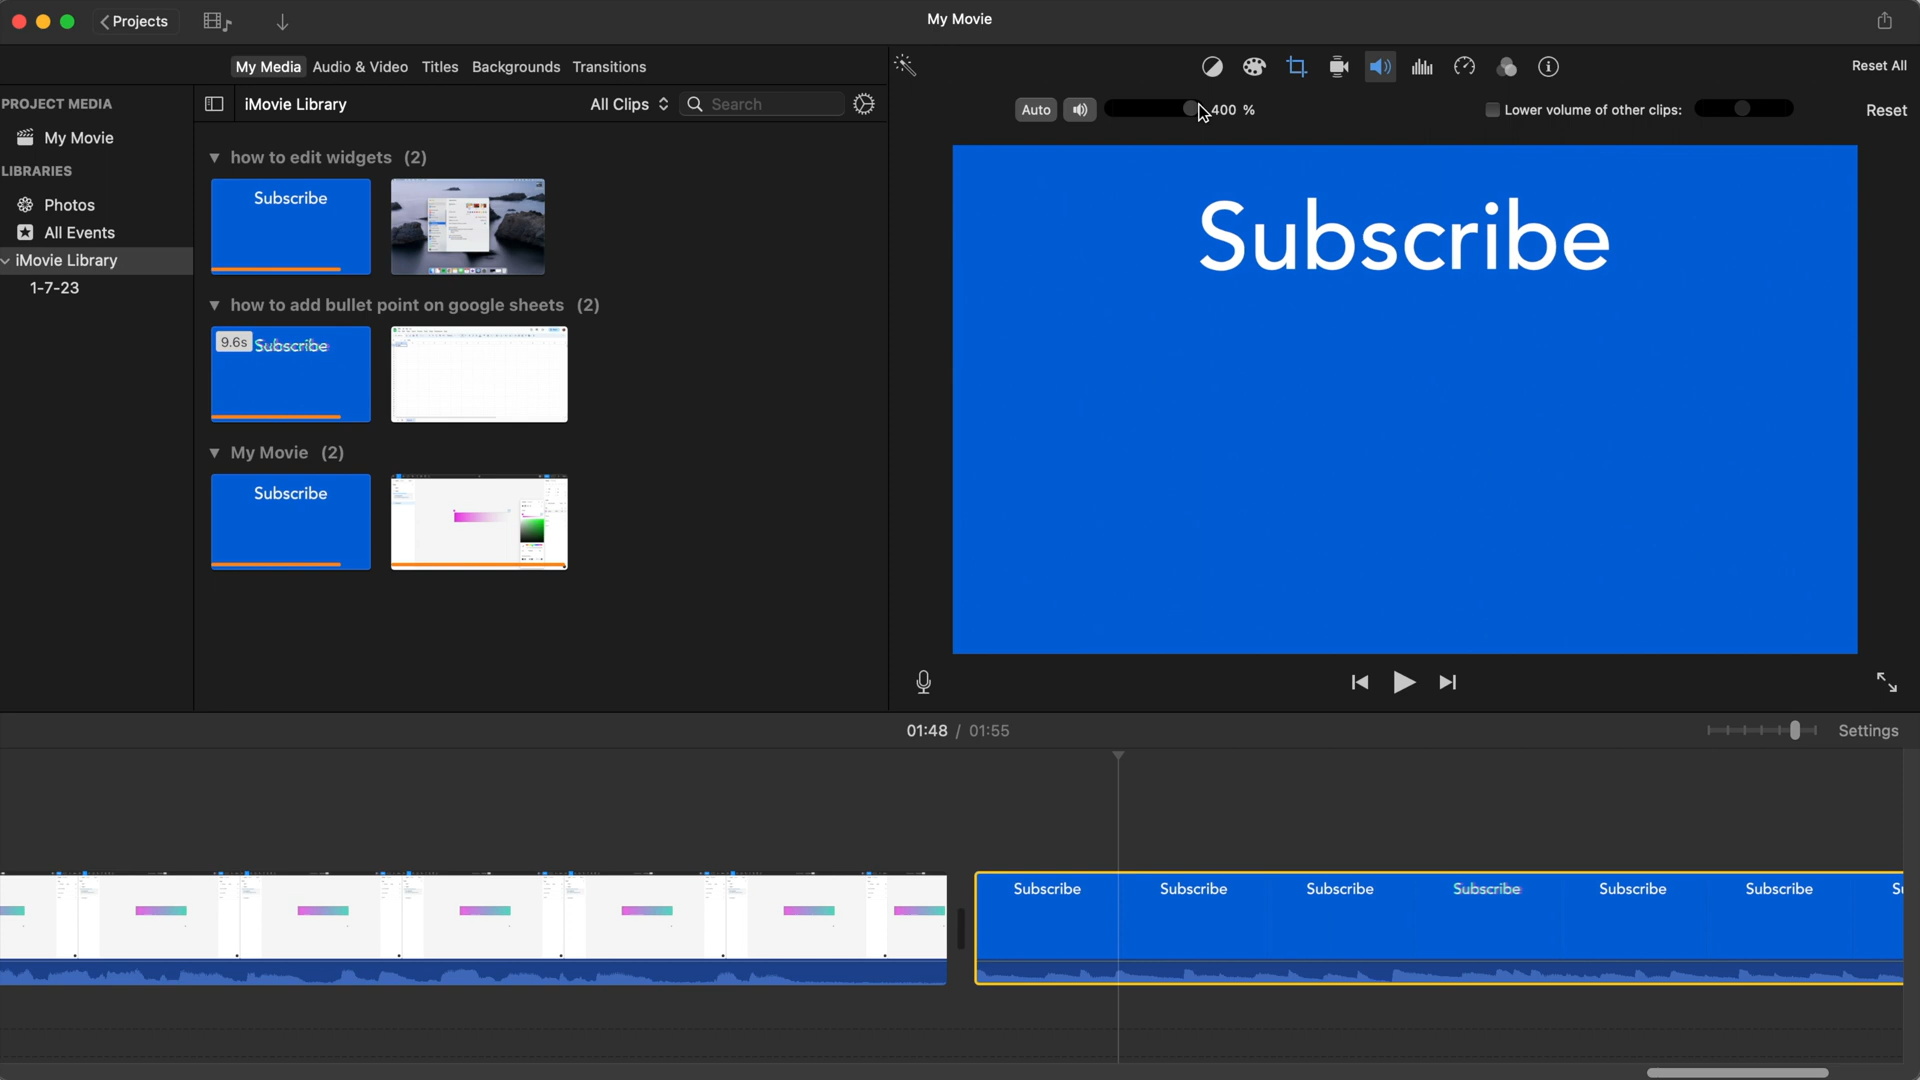 Projects
My Movie
My Media Audio & Video Titles Backgrounds Transitions
Reset All
PROJECT MEDIA
My Movie
LIBRARIES
Photos
All Events
iMovie Library
1-7-23
iMovie Library
All Clips
Search
how to edit widgets (2)
Subscribe
how to add bullet point on google sheets (2)
9.6s
Subscribe
My Movie (2)
Subscribe
Auto
400 %
Lower volume of other clips:
Reset
Subscribe
01:48 / 01:55
Settings
Subscribe Subscribe Subscribe Subscribe Subscribe Subscribe